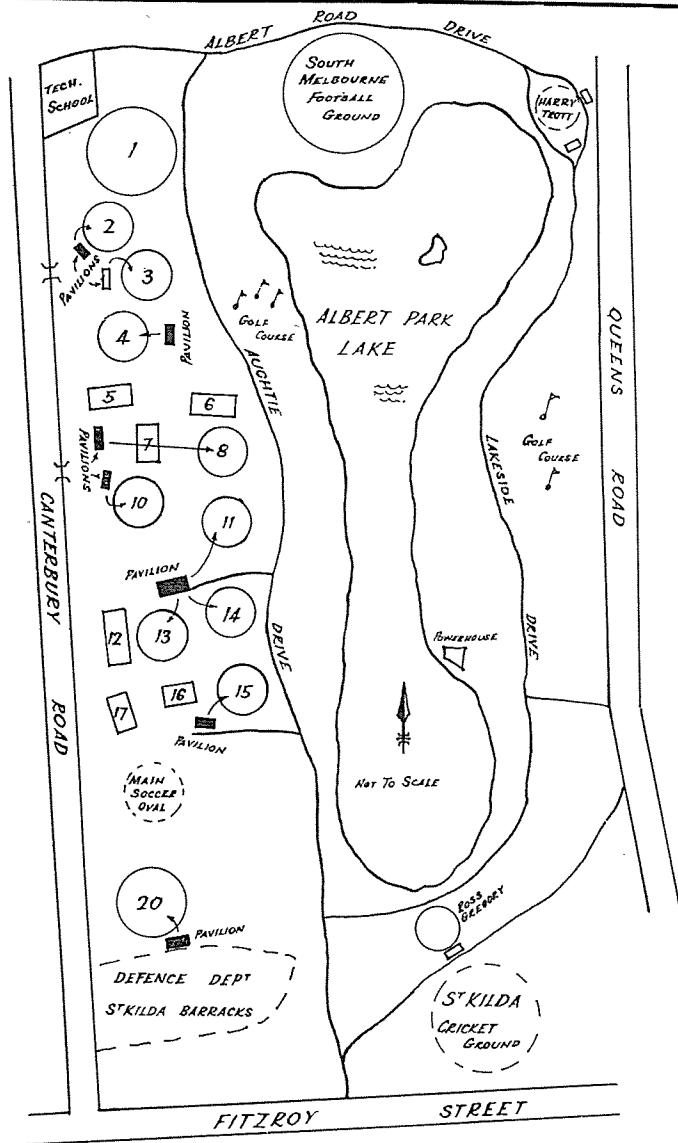 ALBERT ROAD DRIVE
TECH.
SCHOOL
SOUTH
MELBOURNE
FOOTBALL
GROUND
HARRY
TROTT
1
2
PAVILIONS
3
4
PAVILION
GOLF
COURSE
ALBERT PARK
LAKE
AUGHTIE
DRIVE
QUEENS
ROAD
GOLF
COURSE
LAKESIDE
DRIVE
5
6
7
8
PAVILIONS
10
11
CANTERBURY
ROAD
PAVILION
12
13
14
POWERHOUSE
15
16
17
PAVILION
NOT TO SCALE
MAIN
SOCCER
OVAL
20
PAVILION
ROSS
GREGORY
DEFENCE DEPT
ST KILDA BARRACKS
ST KILDA
CRICKET
GROUND
FITZROY STREET